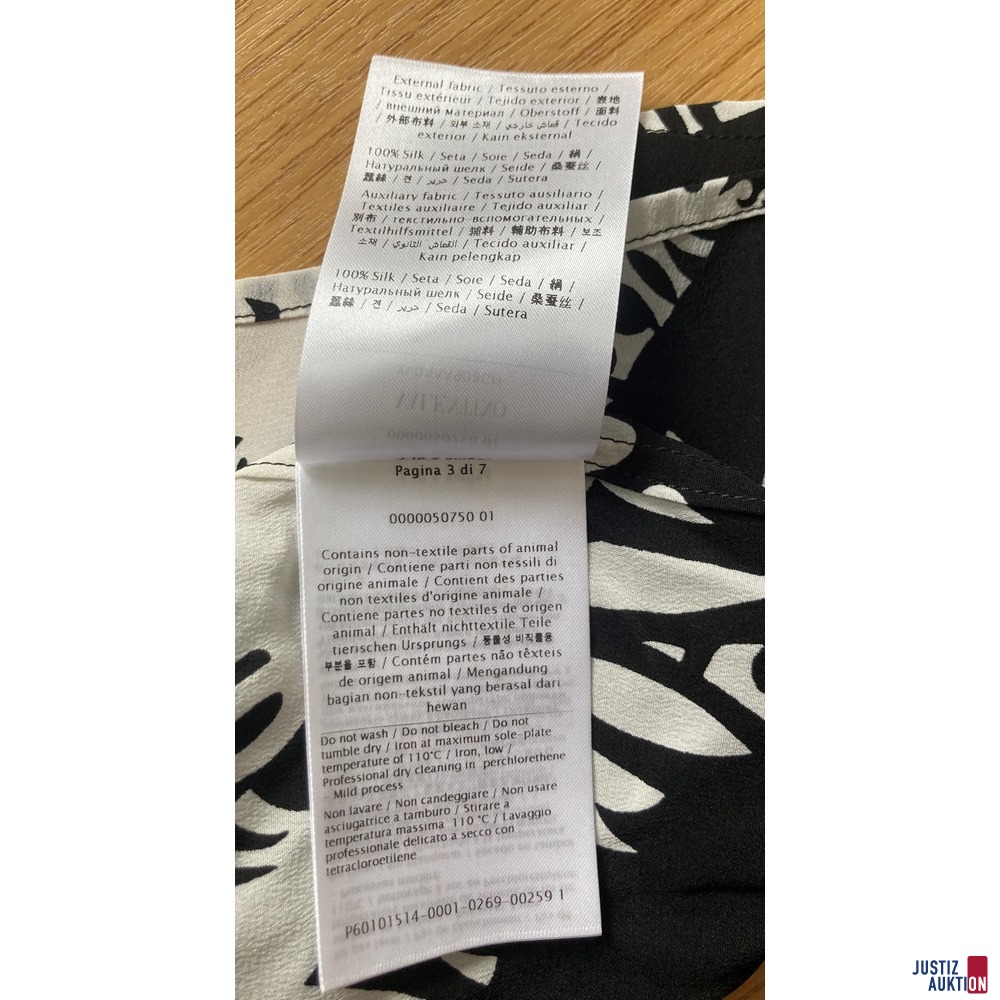 External fabric / Tessuto esterno /
Tissu extérieur / Tejido exterior / 表地
/ внешний материал / Oberstoff / 面料
/ 外部布料 / 외부 소재 / قماش خارجي / Tecido
exterior / Kain eksternal
100% Silk / Seta / Soie / Seda / 絹 /
Натуральный шелк / Seide / 桑蚕丝 /
蠶絲 / 견 / حرير / Seda / Sutera
Auxiliary fabric / Tessuto ausiliario /
Textiles auxiliaire / Tejido auxiliar /
別布 / текстильно-вспомогательных /
Textilhilfsmittel / 辅料 / 輔助布料 / 보조
소재 / القماش الثانوي / Tecido auxiliar /
Kain pelengkap
100% Silk / Seta / Soie / Seda / 絹 /
Натуральный шелк / Seide / 桑蚕丝 /
蠶絲 / 견 / حرير / Seda / Sutera
VALENTINO
0000050750 01
Pagina 3 di 7
0000050750 01
Contains non-textile parts of animal
origin / Contiene parti non tessili di
origine animale / Contient des parties
non textiles d'origine animale /
Contiene partes no textiles de origen
animal / Enthält nichttextile Teile
tierischen Ursprungs / 동물성 비직물용
부분을 포함 / Contém partes não têxteis
de origem animal / Mengandung
bagian non-tekstil yang berasal dari
hewan
Do not wash / Do not bleach / Do not
tumble dry / Iron at maximum sole-plate
temperature of 110°C / Iron, low /
Professional dry cleaning in perchlorethene
- Mild process
Non lavare / Non candeggiare / Non usare
asciugatrice a tamburo / Stirare a
temperatura massima 110 °C / Lavaggio
professionale delicato a secco con
tetracloroetilene
P60101514-0001-0269-00259 1
JUSTIZ
AUKTION